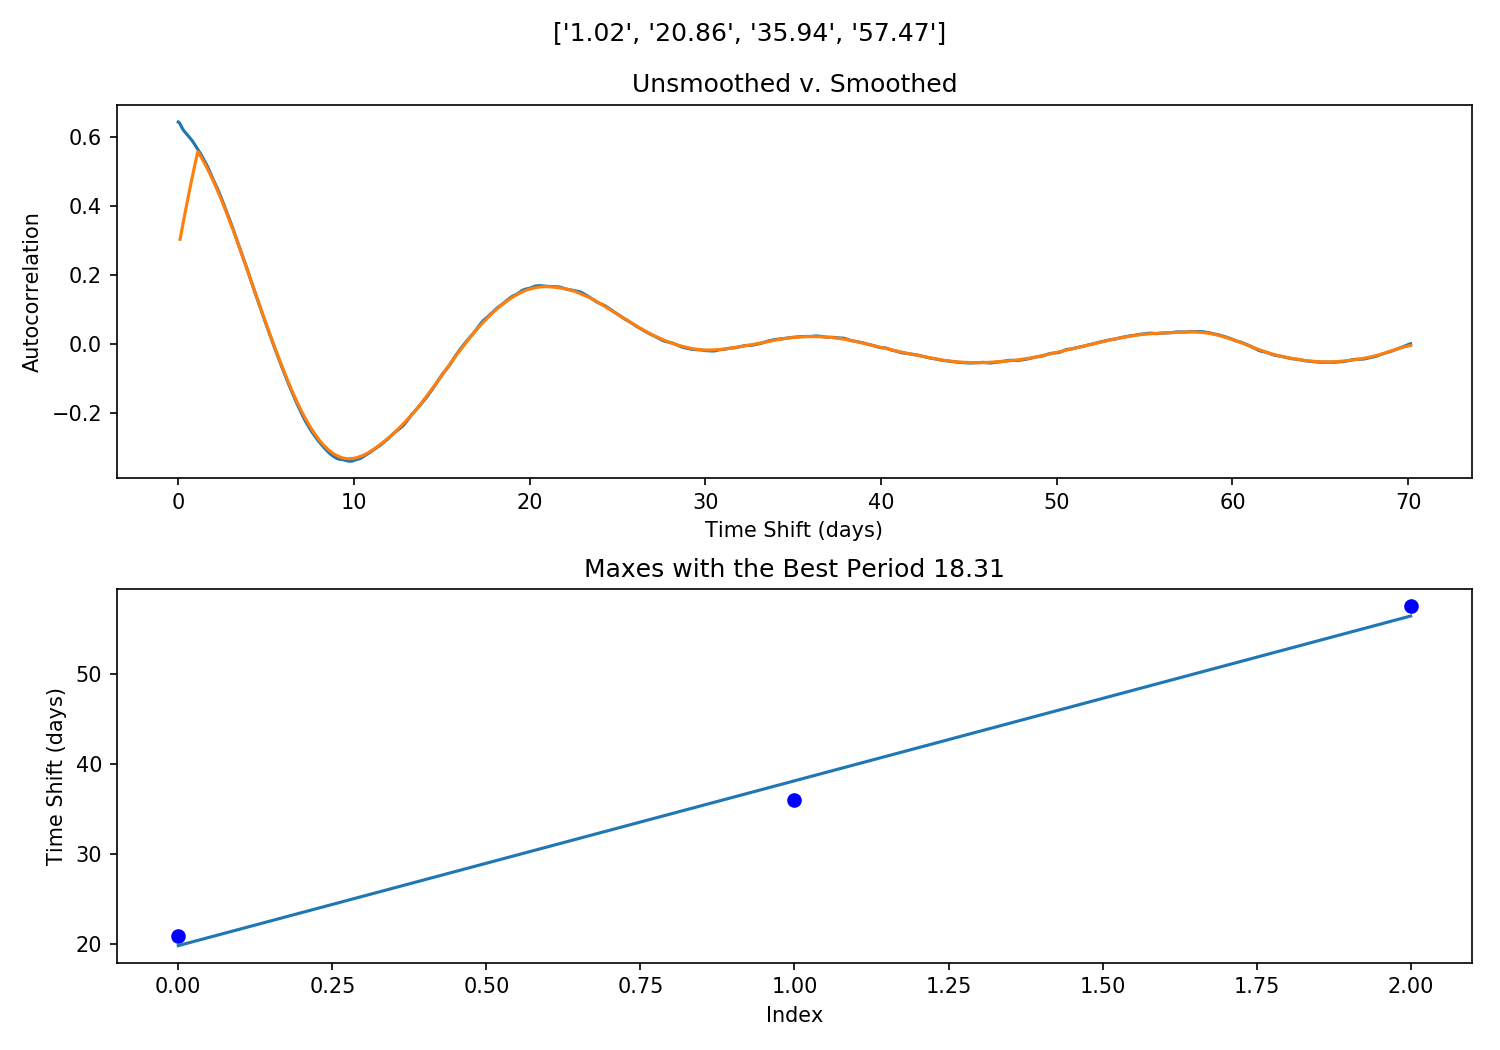 ['1.02', '20.86', '35.94', '57.47']
Unsmoothed v. Smoothed
Autocorrelation
0.6
0.4
0.2
0.0
−0.2
0 10 20 30 40 50 60 70
Time Shift (days)
Maxes with the Best Period 18.31
Time Shift (days)
50
40
30
20
0.00 0.25 0.50 0.75 1.00 1.25 1.50 1.75 2.00
Index